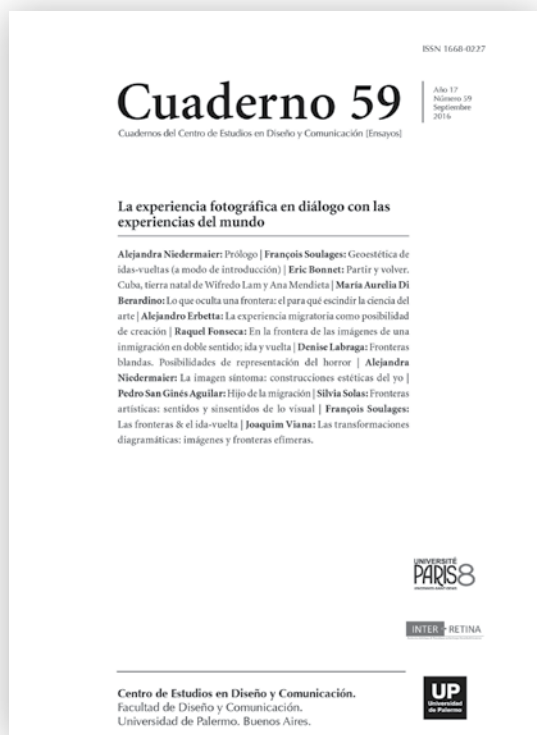 ISSN 1668-0227
Cuaderno 59
Año 17
Número 59
Septiembre
2016
Cuadernos del Centro de Estudios en Diseño y Comunicación [Ensayos]
La experiencia fotográfica en diálogo con las
experiencias del mundo
Alejandra Niedermaier: Prólogo | François Soulages: Geoestética de
idas-vueltas (a modo de introducción) | Eric Bonnet: Partir y volver.
Cuba, tierra natal de Wifredo Lam y Ana Mendieta | María Aurelia Di
Berardino: Lo que oculta una frontera: el para qué escindir la ciencia del
arte | Alejandro Erbetta: La experiencia migratoria como posibilidad
de creación | Raquel Fonseca: En la frontera de las imágenes de una
inmigración en doble sentido; ida y vuelta | Denise Labraga: Fronteras
blandas. Posibilidades de representación del horror | Alejandra
Niedermaier: La imagen síntoma: construcciones estéticas del yo |
Pedro San Ginés Aguilar: Hijo de la migración | Silvia Solas: Fronteras
artísticas: sentidos y sinsentidos de lo visual | François Soulages:
Las fronteras & el ida-vuelta | Joaquim Viana: Las transformaciones
diagramáticas: imágenes y fronteras efímeras.
UNIVERSITÉ
PARIS8
INTER RETINA
Centro de Estudios en Diseño y Comunicación.
Facultad de Diseño y Comunicación.
Universidad de Palermo. Buenos Aires.
UP
Universidad
de Palermo